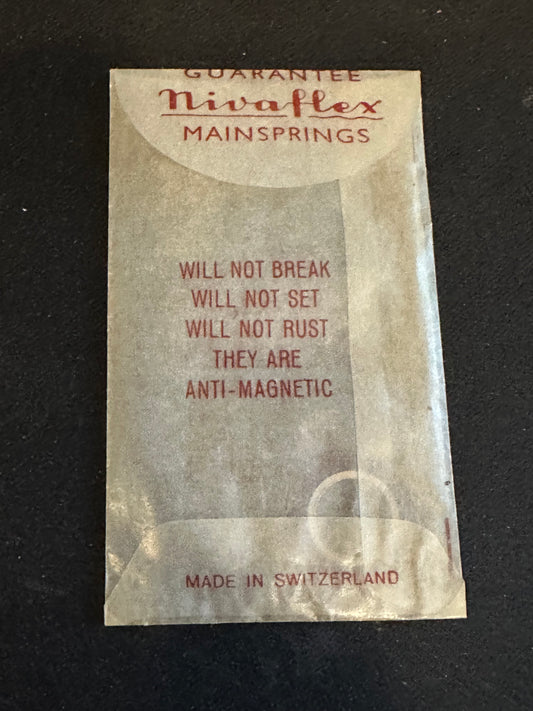 GUARANTEE
Nivaflex
MAINSPRINGS
WILL NOT BREAK
WILL NOT SET
WILL NOT RUST
THEY ARE
ANTI-MAGNETIC
MADE IN SWITZERLAND